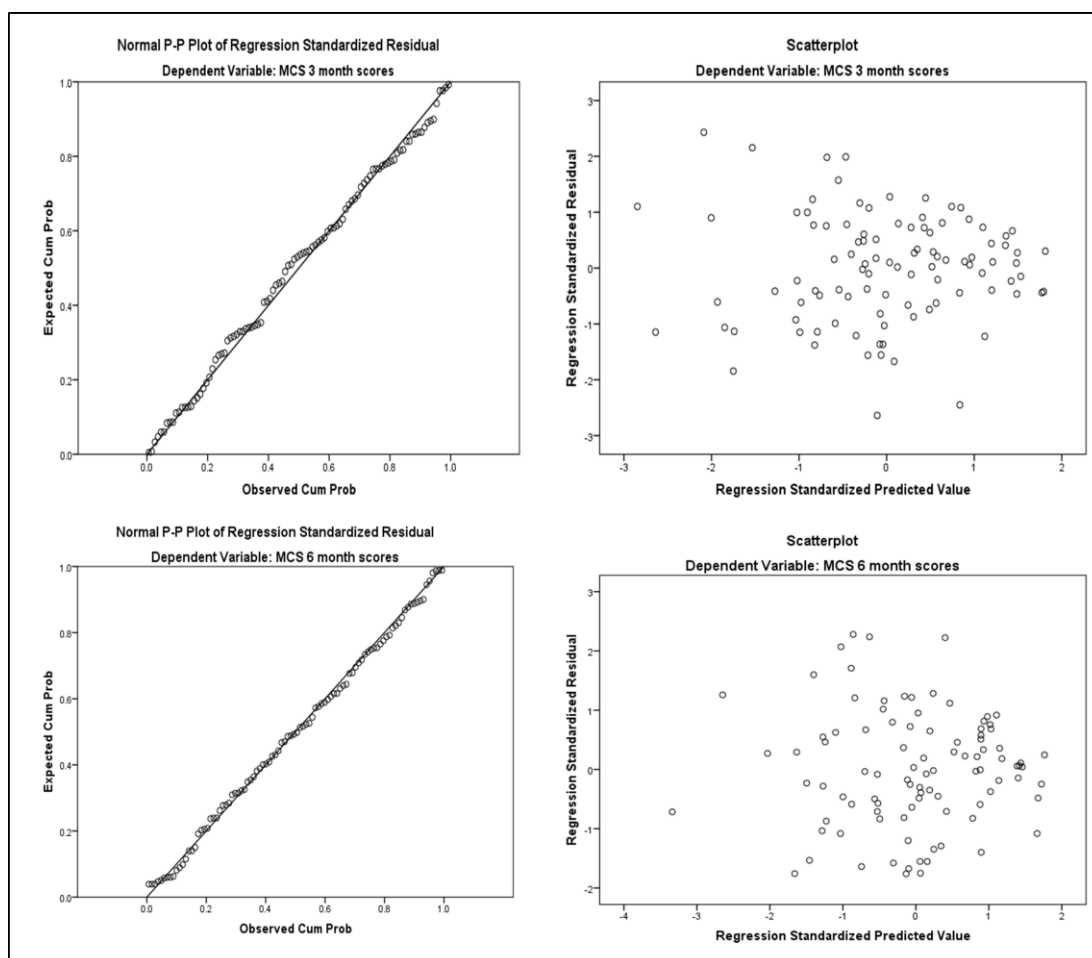 Normal P-P Plot of Regression Standardized Residual
Dependent Variable: MCS 3 month scores
1.0
0.8
0.6
0.4
0.2
0.0
0.0 0.2 0.4 0.6 0.8 1.0
Expected Cum Prob
Observed Cum Prob
Scatterplot
Dependent Variable: MCS 3 month scores
3
2
1
0
-1
-2
-3
-3 -2 -1 0 1 2
Regression Standardized Residual
Regression Standardized Predicted Value
Normal P-P Plot of Regression Standardized Residual
Dependent Variable: MCS 6 month scores
1.0
0.8
0.6
0.4
0.2
0.0
0.0 0.2 0.4 0.6 0.8 1.0
Expected Cum Prob
Observed Cum Prob
Scatterplot
Dependent Variable: MCS 6 month scores
3
2
1
0
-1
-2
-4 -3 -2 -1 0 1 2
Regression Standardized Residual
Regression Standardized Predicted Value